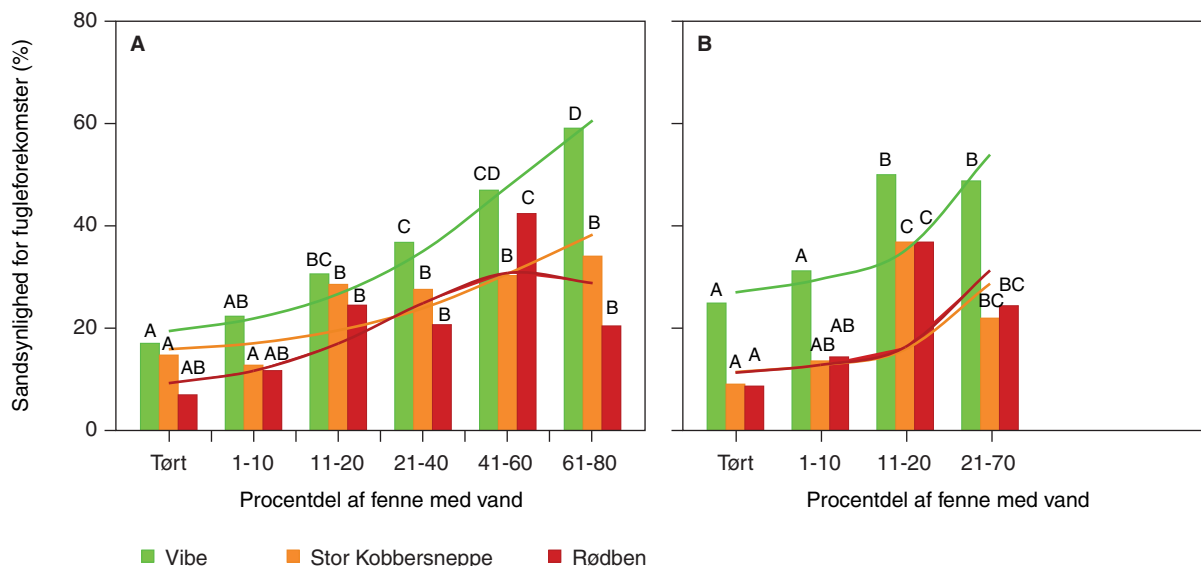 Sandsynlighed for fugleforekomster (%)
80
60
40
20
0
A
A
A
AB
AB
A
AB
BC
B
B
C
B
B
CD
B
C
D
B
B
Tørt
1-10
11-20
21-40
41-60
61-80
Procentdel af fenne med vand
B
A
A
A
A
AB
AB
B
C
C
B
BC
BC
Tørt
1-10
11-20
21-70
Procentdel af fenne med vand
Vibe
Stor Kobbersneppe
Rødben